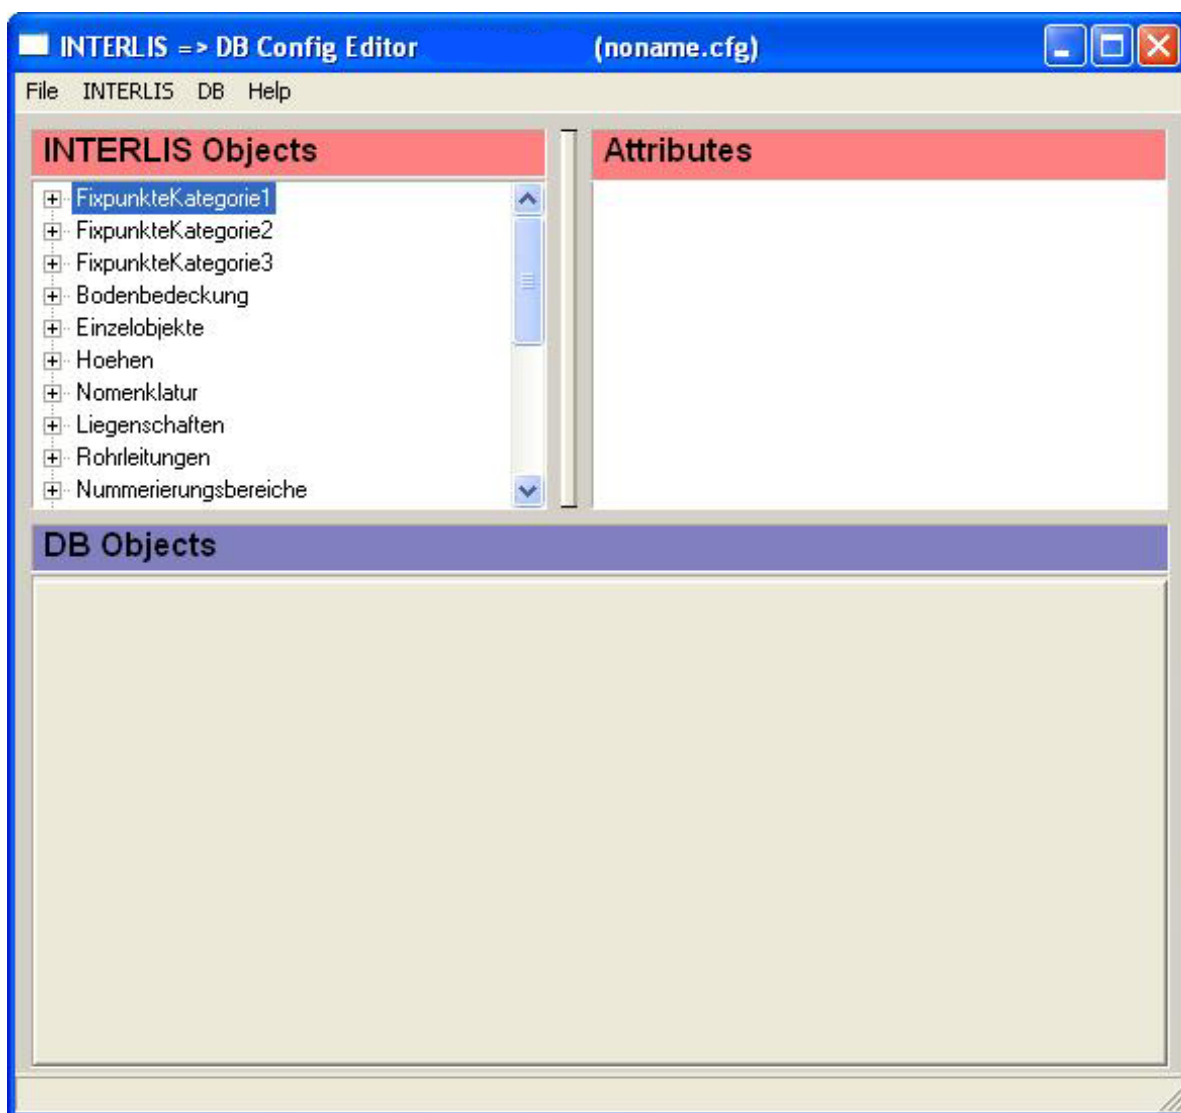 INTERLIS => DB Config Editor (noname.cfg)
File INTERLIS DB Help
INTERLIS Objects
Attributes
FixpunkteKategorie1
FixpunkteKategorie2
FixpunkteKategorie3
Bodenbedeckung
Einzelobjekte
Hoehen
Nomenklatur
Liegenschaften
Rohrleitungen
Nummerierungsbereiche
DB Objects